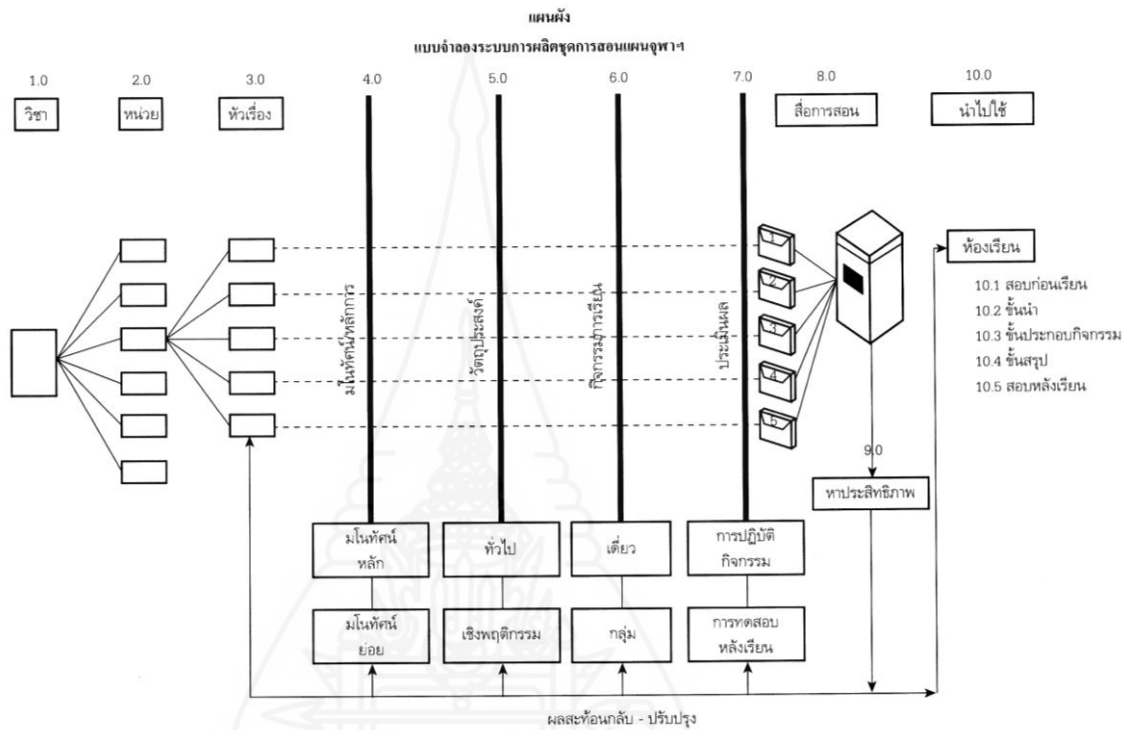 แผนผัง
แบบจำลองระบบการผลิตชุดการสอนแผนจุฬาฯ
1.0 2.0 3.0 4.0 5.0 6.0 7.0 8.0 10.0
วิชา หน่วย หัวเรื่อง สื่อการสอน นำไปใช้
มโนทัศน์/หลักการ
วัตถุประสงค์
กิจกรรมการเรียน
ประเมินผล
1
2
3
4
5
ห้องเรียน
10.1 สอบก่อนเรียน
10.2 ขั้นนำ
10.3 ขั้นประกอบกิจกรรม
10.4 ขั้นสรุป
10.5 สอบหลังเรียน
9.0
หาประสิทธิภาพ
มโนทัศน์
หลัก
ทั่วไป
เดี่ยว
การปฏิบัติ
กิจกรรม
มโนทัศน์
ย่อย
เชิงพฤติกรรม
กลุ่ม
การทดสอบ
หลังเรียน
ผลสะท้อนกลับ - ปรับปรุง